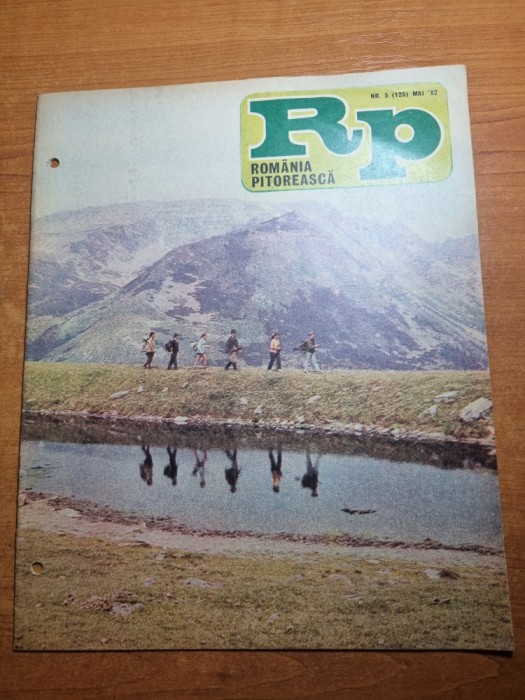 NR. 5 (125) MAI '82
Rp
ROMÂNIA
PITOREASCĂ